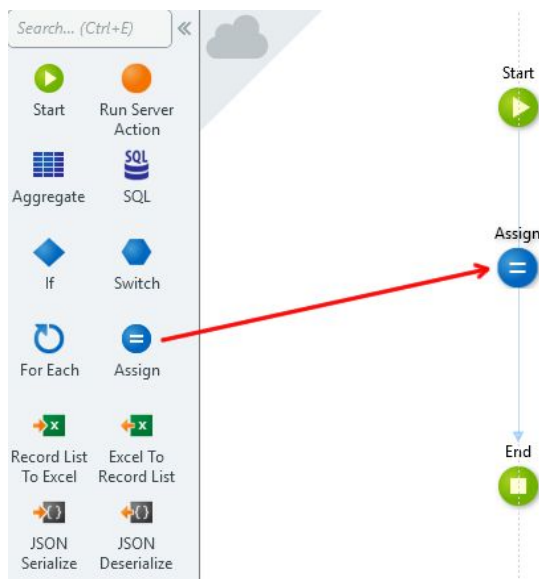 Search... (Ctrl+E)
Start
Run Server
Action
Aggregate
SQL
SQL
If
Switch
For Each
Assign
Record List
To Excel
Excel To
Record List
JSON
Serialize
JSON
Deserialize
Start
Assign
End